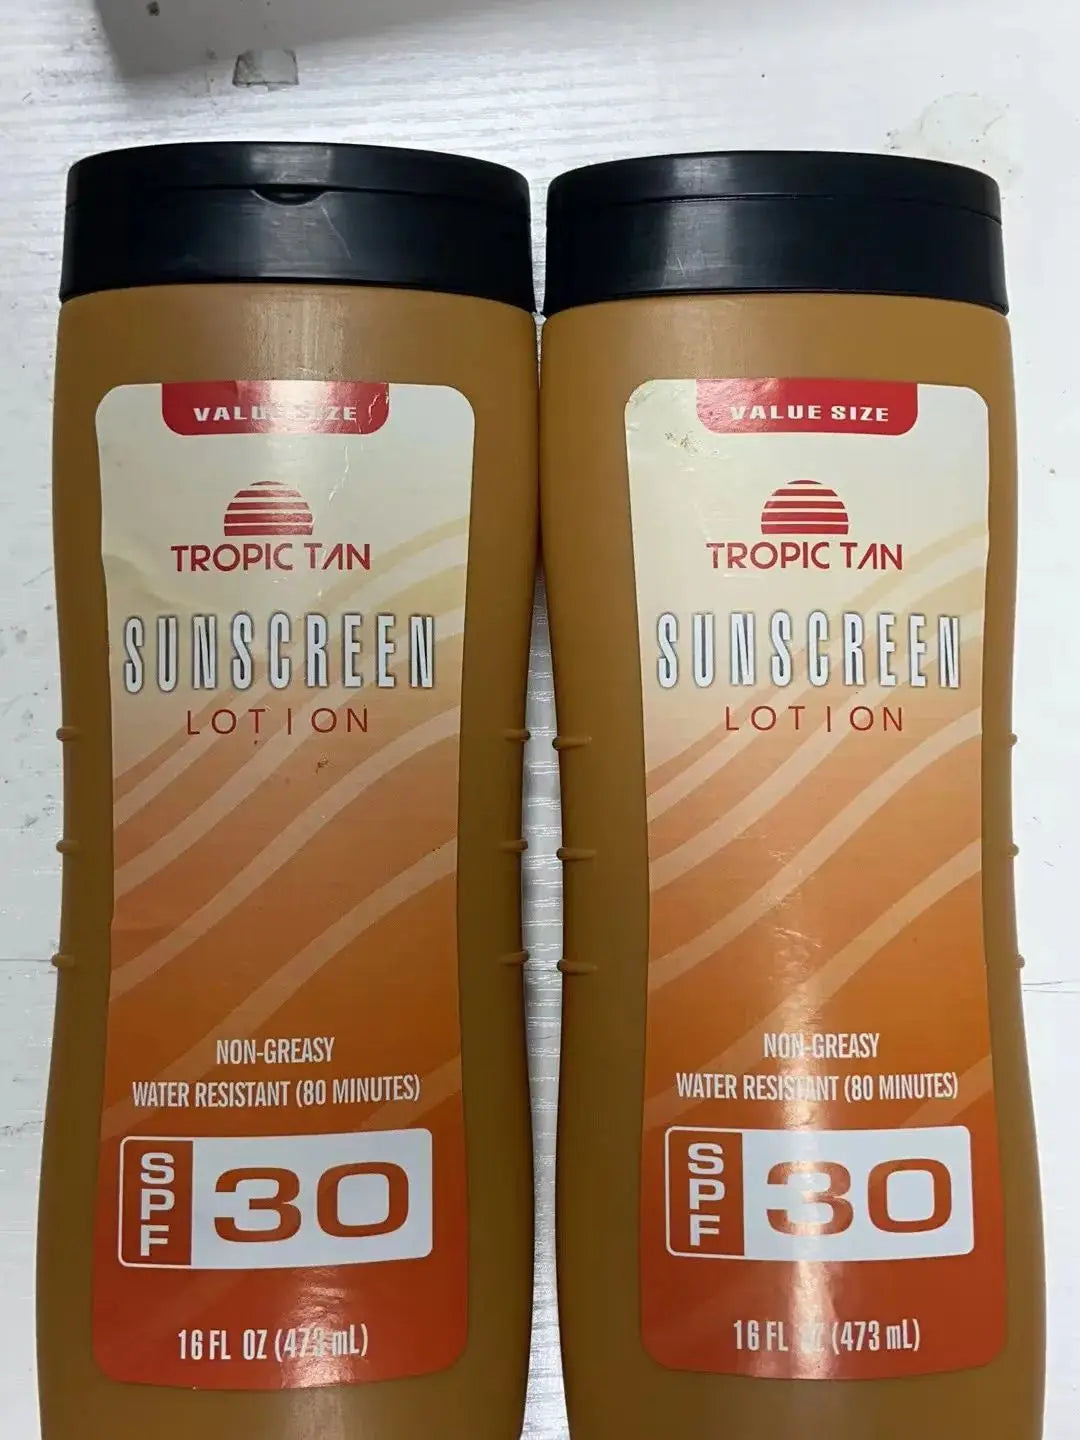 VALUE SIZE
TROPIC TAN
SUNSCREEN
LOTION
NON-GREASY
WATER RESISTANT (80 MINUTES)
SPF 30
16 FL OZ (473 mL)
VALUE SIZE
TROPIC TAN
SUNSCREEN
LOTION
NON-GREASY
WATER RESISTANT (80 MINUTES)
SPF 30
16 FL OZ (473 mL)